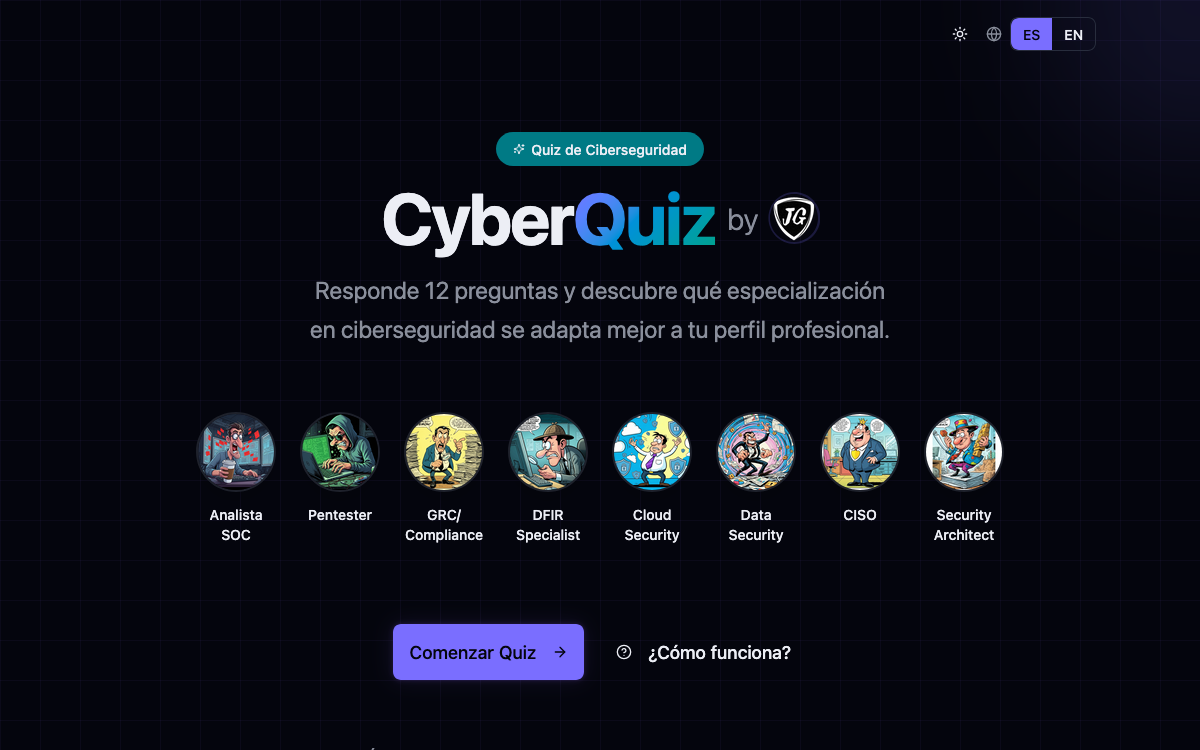 ES EN
Quiz de Ciberseguridad
CyberQuiz by JG
Responde 12 preguntas y descubre qué especialización
en ciberseguridad se adapta mejor a tu perfil profesional.
Analista
SOC
Pentester
GRC/
Compliance
DFIR
Specialist
Cloud
Security
Data
Security
CISO
Security
Architect
Comenzar Quiz
¿Cómo funciona?